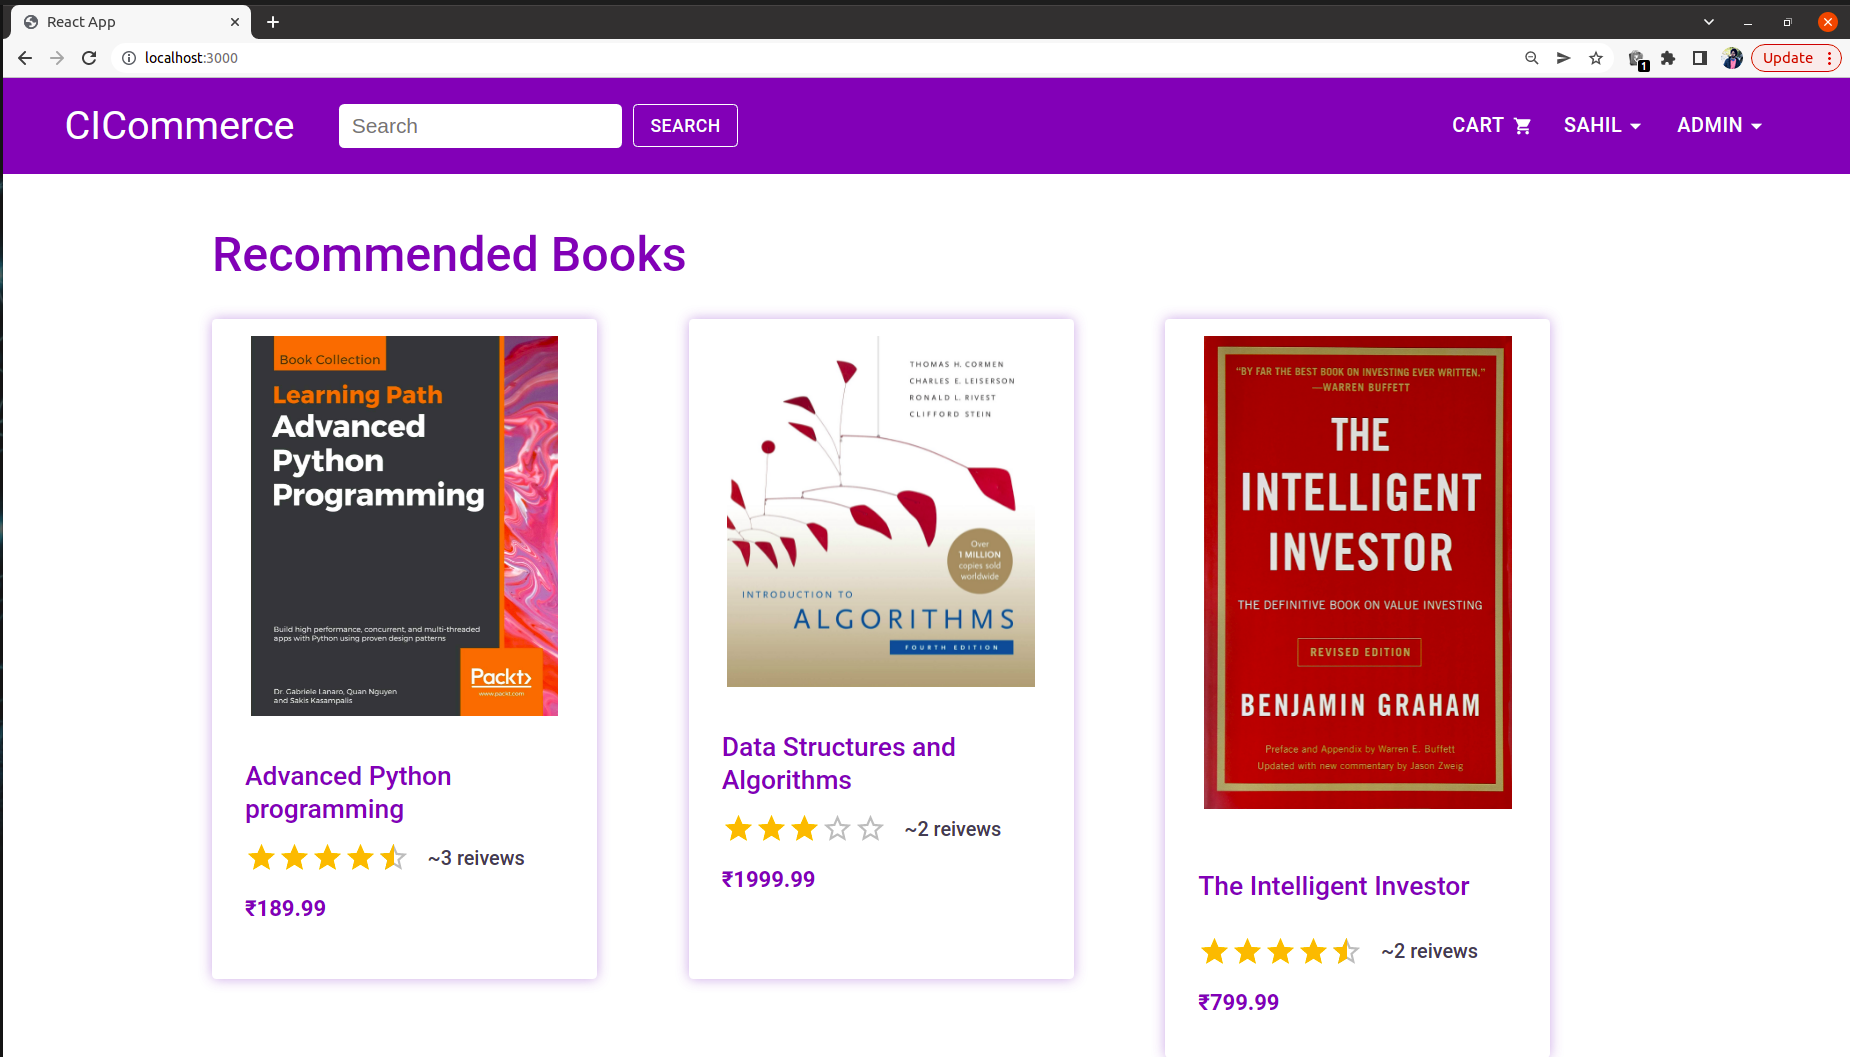 React App
localhost:3000
1
Update
CICommerce
Search
SEARCH
CART
SAHIL
ADMIN
Recommended Books
Book Collection
Learning Path
Advanced
Python
Programming
Build high performance, concurrent, and multi-threaded
apps with Python using proven design patterns
Packt>
www.packt.com
Dr. Gabriele Lanaro, Quan Nguyen
and Sakis Kasampalis
Advanced Python
programming
~3 reivews
₹189.99
THOMAS H. CORMEN
CHARLES E. LEISERSON
RONALD L. RIVEST
CLIFFORD STEIN
Over
1 MILLION
copies sold
worldwide
INTRODUCTION TO
ALGORITHMS
FOURTH EDITION
Data Structures and
Algorithms
~2 reivews
₹1999.99
"BY FAR THE BEST BOOK ON INVESTING EVER WRITTEN."
—WARREN BUFFETT
THE
INTELLIGENT
INVESTOR
THE DEFINITIVE BOOK ON VALUE INVESTING
REVISED EDITION
BENJAMIN GRAHAM
Preface and Appendix by Warren E. Buffett
Updated with new commentary by Jason Zweig
The Intelligent Investor
~2 reivews
₹799.99